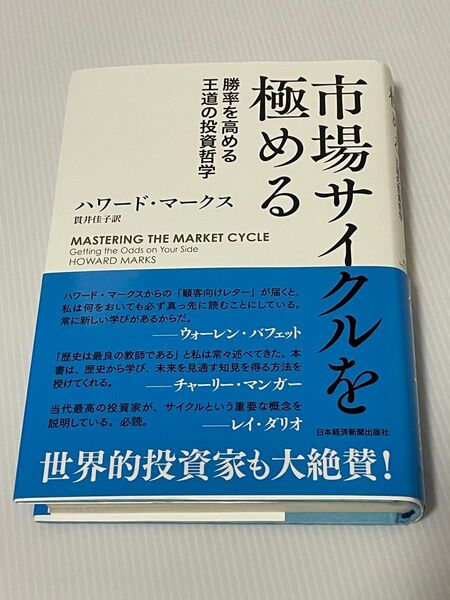 市場サイクルを
極める
勝率を高める
王道の投資哲学
ハワード・マークス
貫井佳子訳
MASTERING THE MARKET CYCLE
Getting the Odds on Your Side
HOWARD MARKS
ハワード・マークスからの「顧客向けレター」が届くと、
私は何をおいても必ず真っ先に読むことにしている。
常に新しい学びがあるからだ。
──ウォーレン・バフェット
「歴史は最良の教師である」と私は常々述べてきた。本
書は、歴史から学び、未来を見通す知見を得る方法を
授けてくれる。
──チャーリー・マンガー
当代最高の投資家が、サイクルという重要な概念を
説明している。必読。
──レイ・ダリオ
日本経済新聞出版社
世界的投資家も大絶賛!